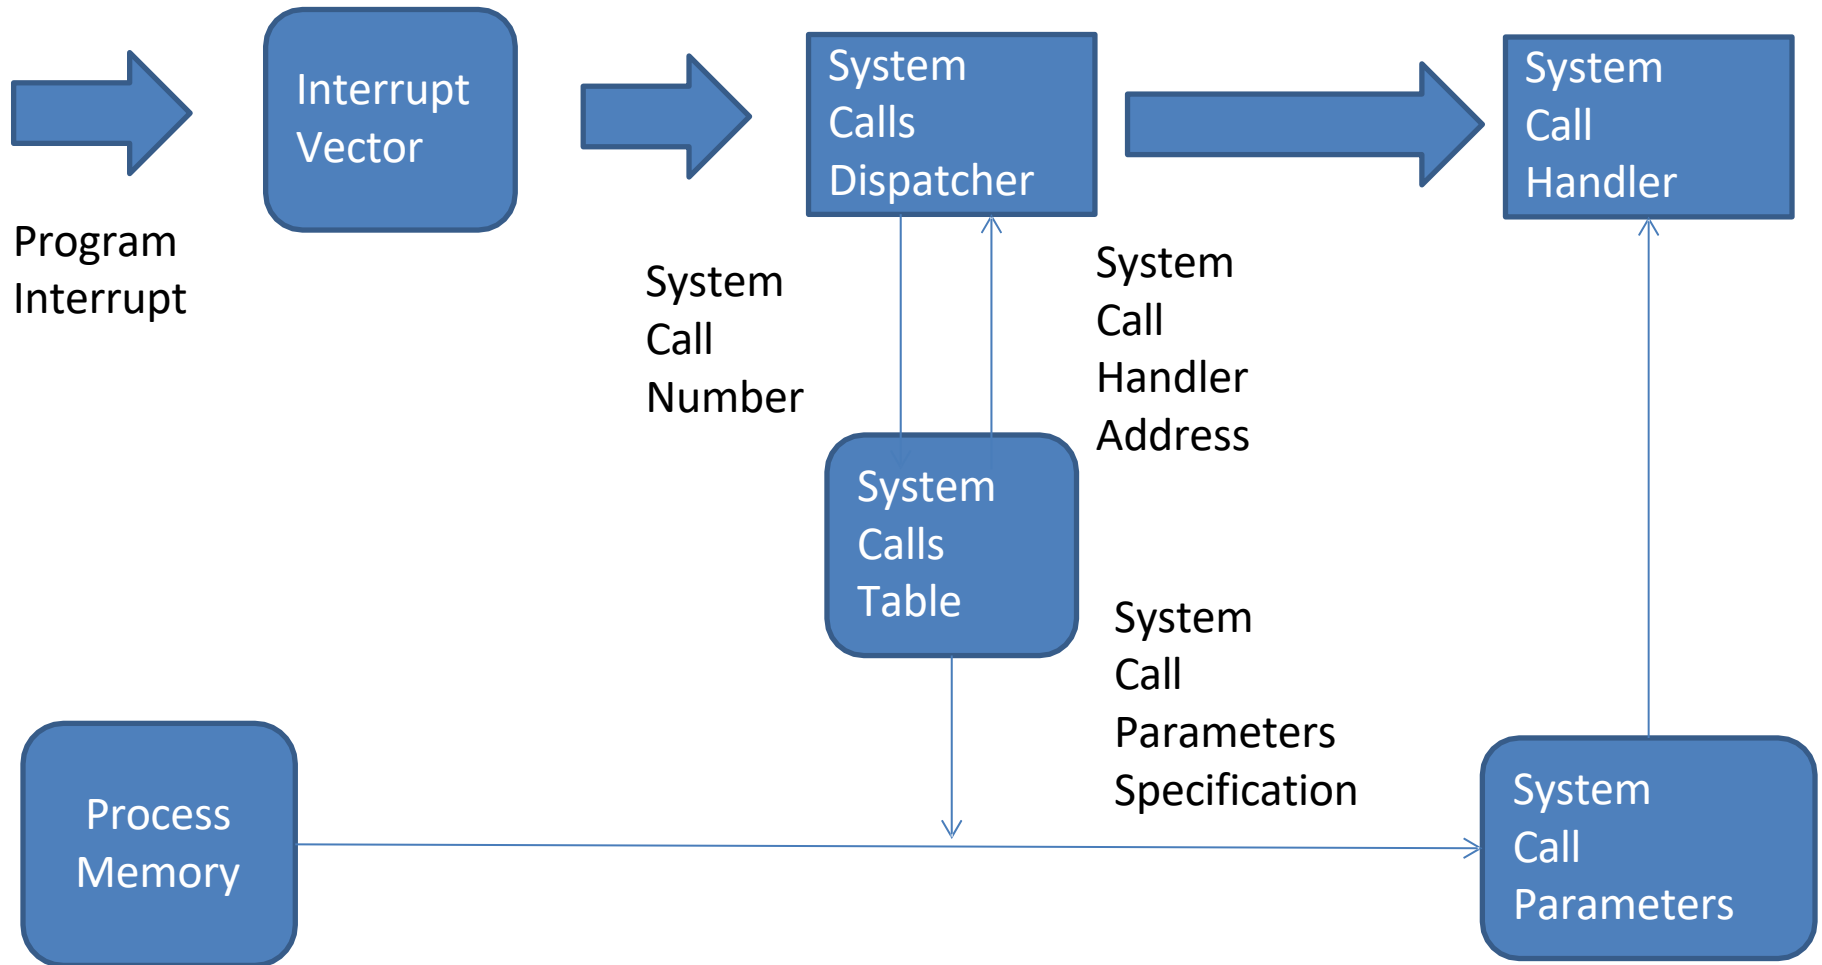 Interrupt
Vector
System
Calls
Dispatcher
System
Call
Handler
Program
Interrupt
System
Call
Number
System
Call
Handler
Address
System
Calls
Table
System
Call
Parameters
Specification
Process
Memory
System
Call
Parameters